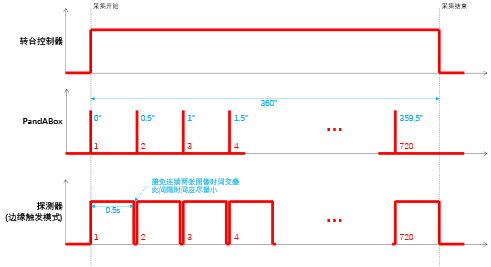 采集开始
采集结束
转台控制器
360°
PandABox
0° 0.5° 1° 1.5° 359.5°
...
1 2 3 4 720
避免连续两张图像时间交叠
此间隔时间应尽量小
探测器
(边缘触发模式)
0.5s
...
1 2 3 4 720